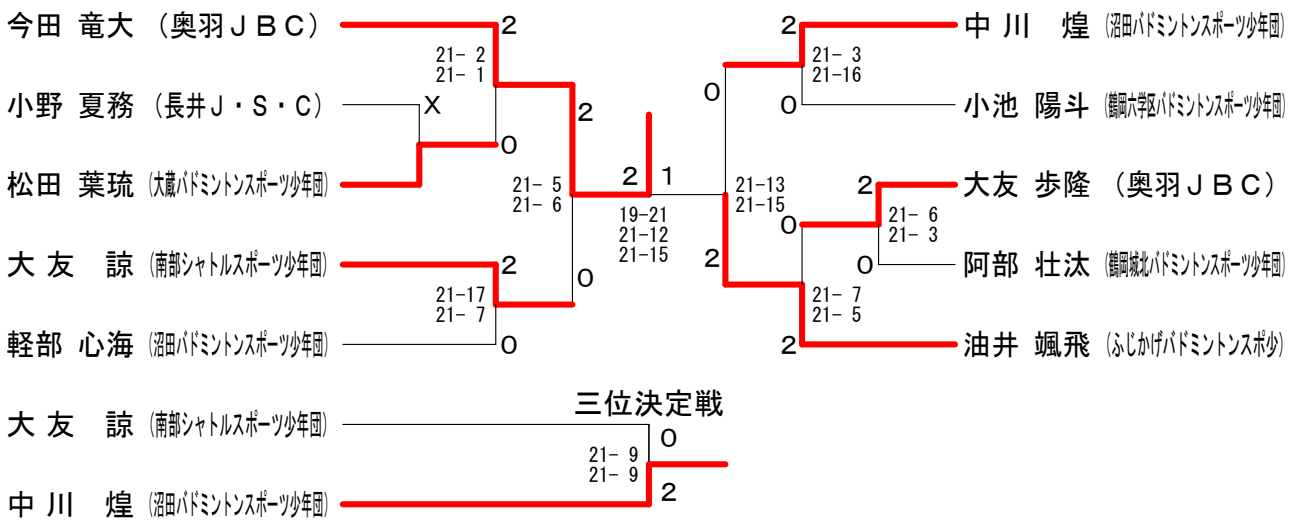 今田 竜大 (奥羽JBC)
小野 夏務 (長井J・S・C)
松田 葉琉 (大蔵バドミントンスポーツ少年団)
大友 諒 (南部シャトルスポーツ少年団)
軽部 心海 (沼田バドミントンスポーツ少年団)
2
21- 2
21- 1
X
0
2
21- 5
21- 6
2
21-17
21- 7
0
0
2 1
19-21
21-12
21-15
中川 煌 (沼田バドミントンスポーツ少年団)
小池 陽斗 (鶴岡六学区バドミントンスポーツ少年団)
大友 歩隆 (奥羽JBC)
阿部 壮汰 (鶴岡城北バドミントンスポーツ少年団)
油井 颯飛 (ふじかげバドミントンスポ少)
2
21- 3
21-16
0
0
21-13
21-15
2
2
21- 6
21- 3
0
0
21- 7
21- 5
2
三位決定戦
大友 諒 (南部シャトルスポーツ少年団)
中川 煌 (沼田バドミントンスポーツ少年団)
0
21- 9
21- 9
2